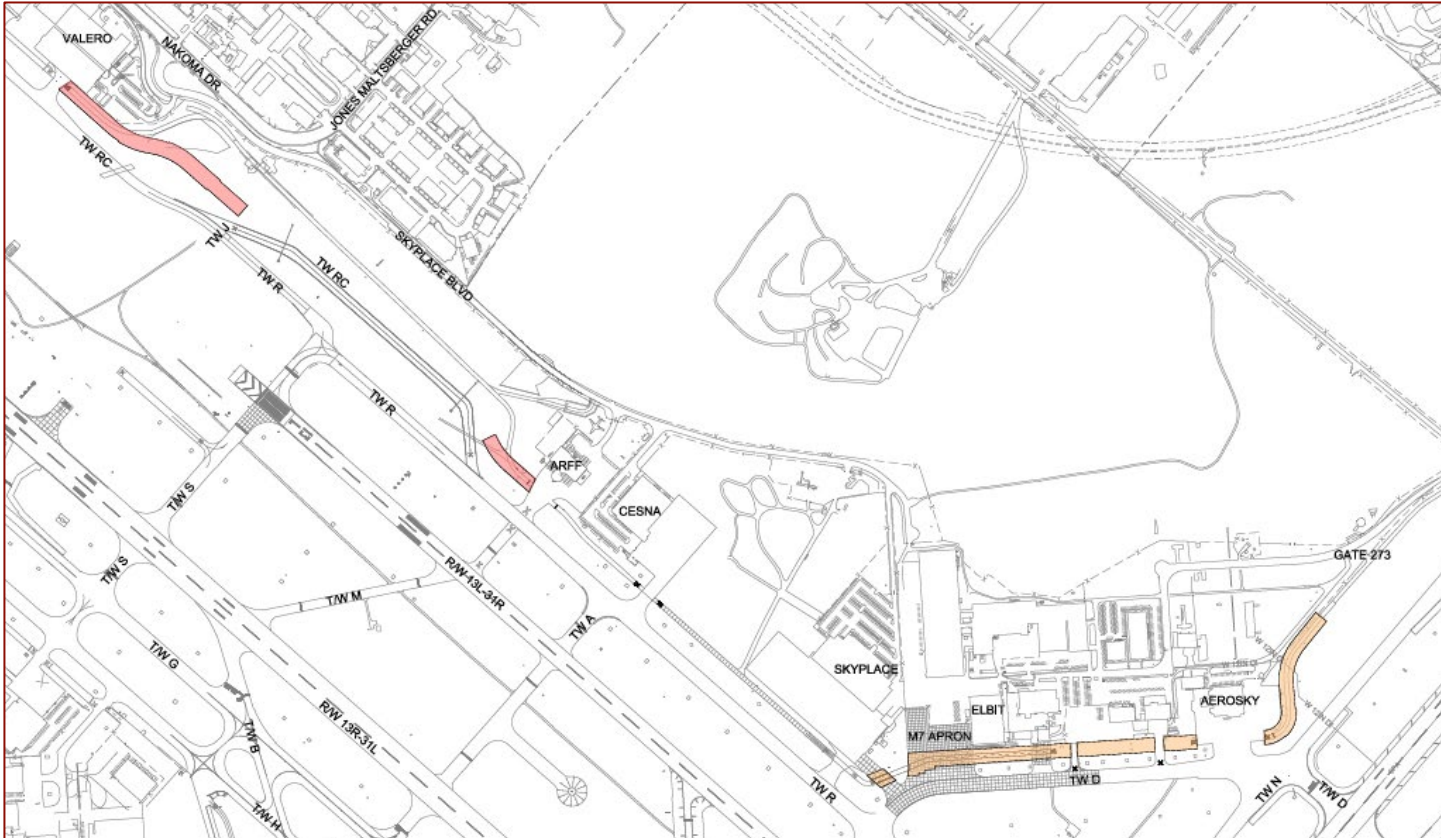 VALERO
NAKOMA DR
JONES MALTSBERGER RD.
TW RC
TW J
TW R
TW RC
SKYPLACE BLVD
TW R
ARFF
CESNA
T/W S
T/W S
R/W 13L-31R
T/W M
TW A
T/W G
T/W B
R/W 13R-31L
T/W H
SKYPLACE
GATE 273
ELBIT
AEROSKY
M7 APRON
TW R
TW D
TW N
T/W D